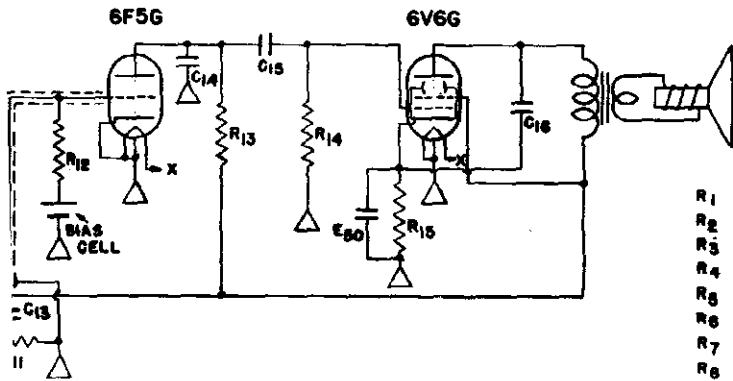 6F5G 6V6G
C14
C15
C16
R12
R13
R14
X
X
BIAS
CELL
E50
R15
C13
11
R1
R2
R3
R4
R5
R6
R7
R8